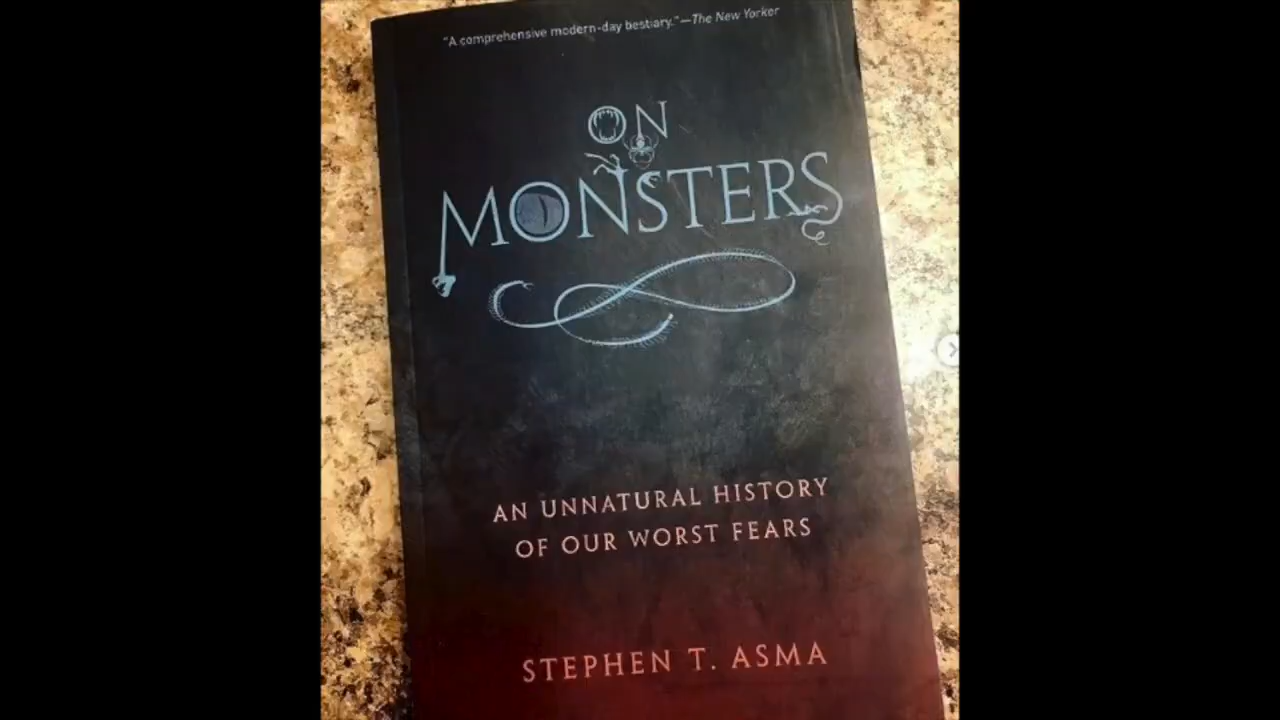 "A comprehensive modern-day bestiary."—The New Yorker
ON
MONSTERS
AN UNNATURAL HISTORY
OF OUR WORST FEARS
STEPHEN T. ASMA